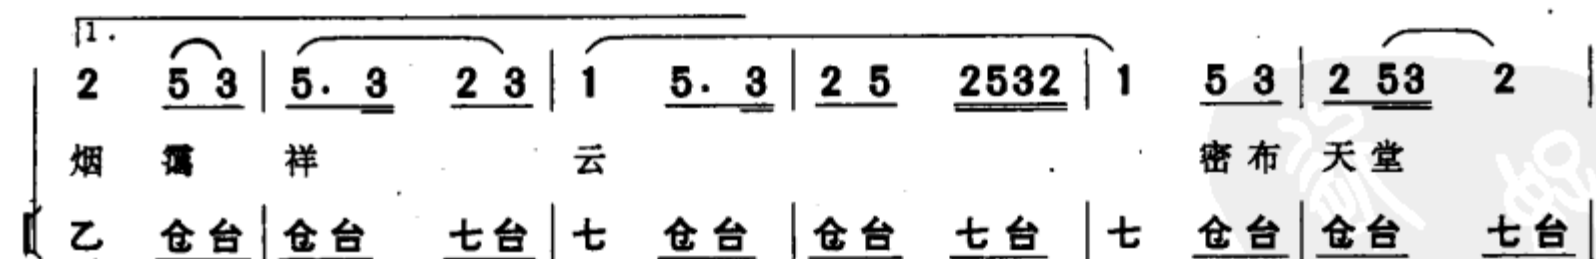 1.
2 5 3 | 5. 3 2 3 | 1 5. 3 | 2 5 2532 | 1 5 3 | 2 53 2 |
烟 霭 祥 云 密 布 天 堂
乙 仓 台 | 仓 台 七 台 | 七 仓 台 | 仓 台 七 台 | 七 仓 台 | 仓 台 七 台 |